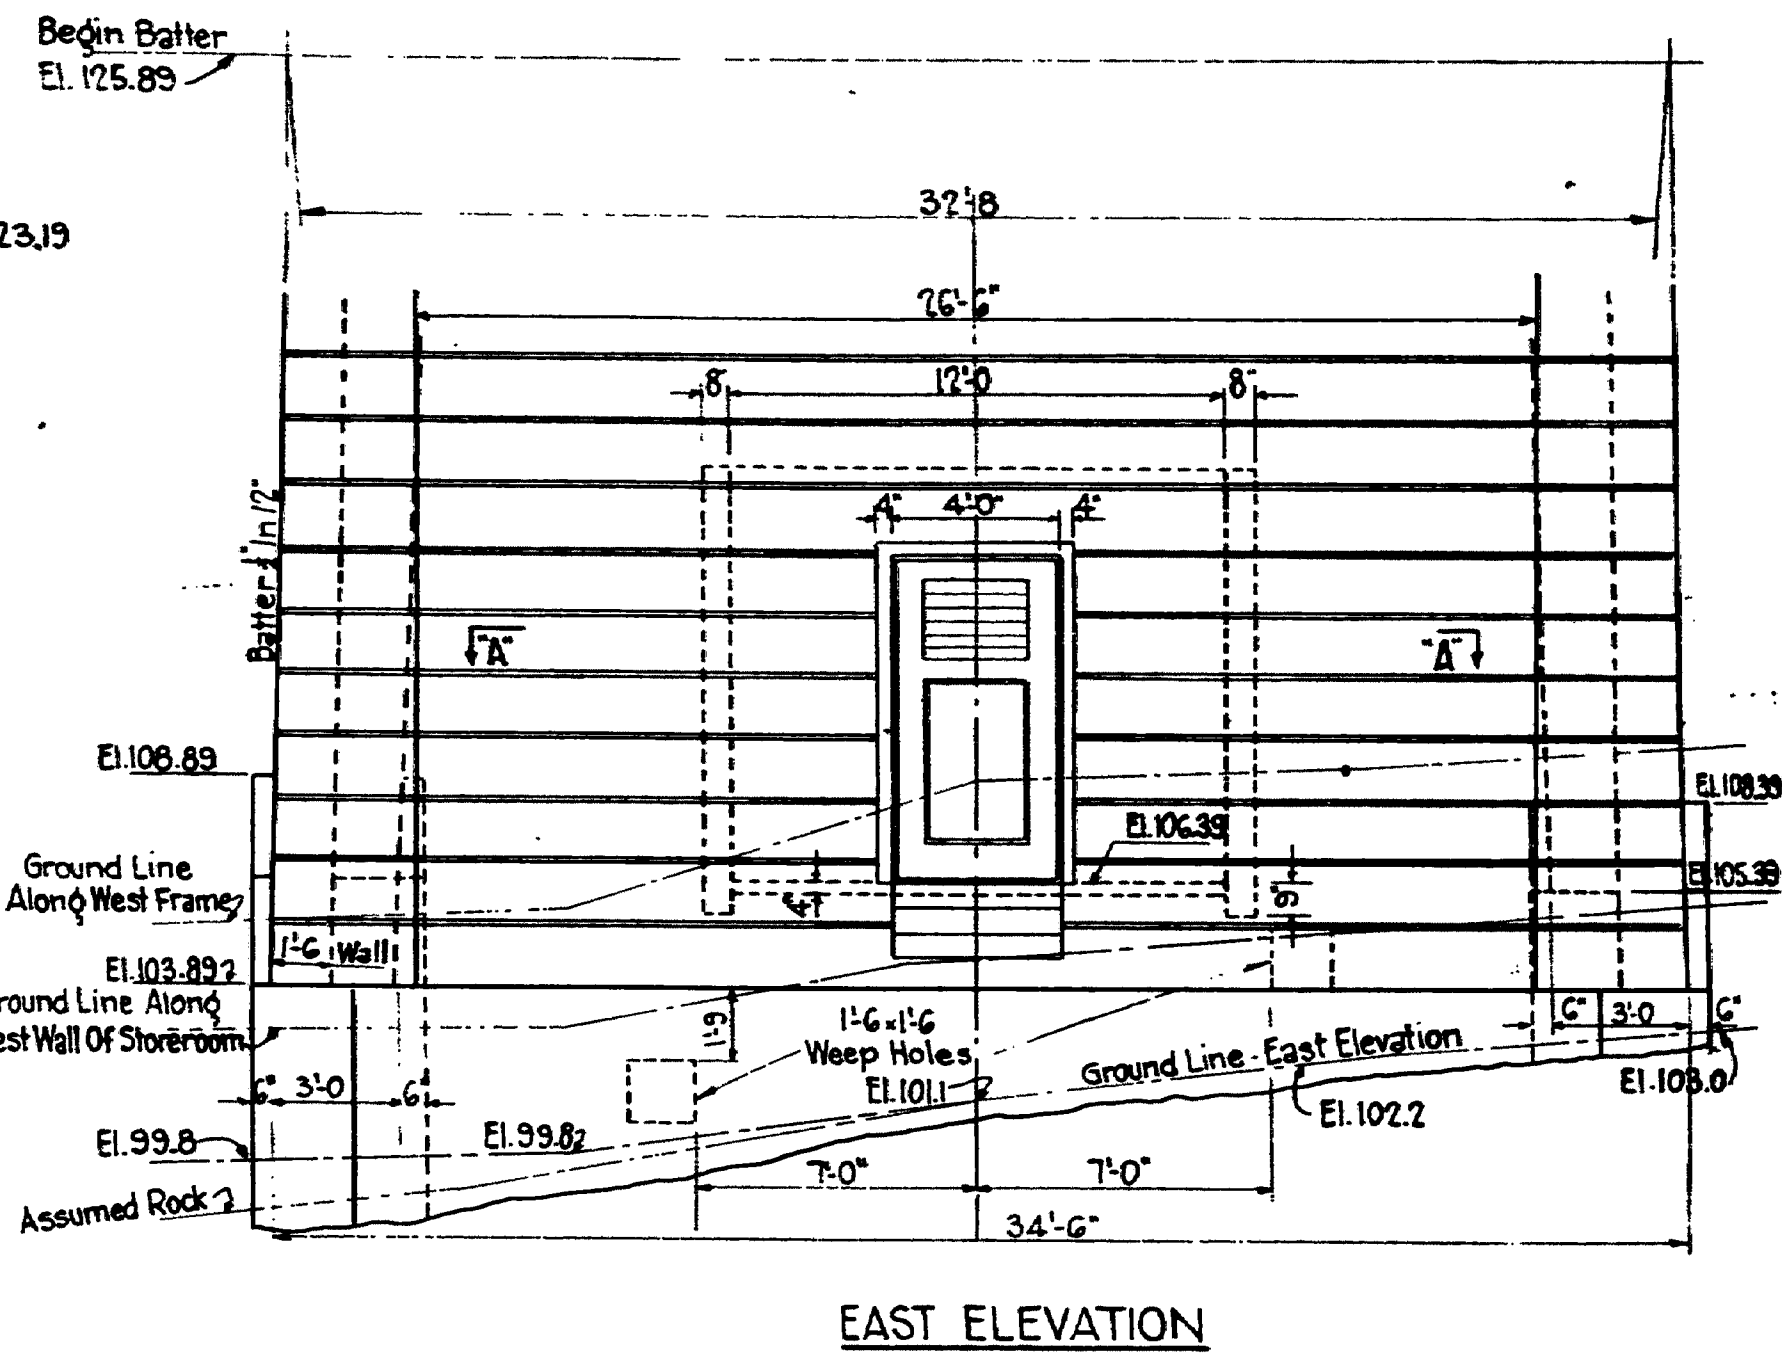 Begin Batter
El. 125.89
32'-8
23.19
26'-6"
8"
12'-0
8"
4"
4'-0"
4"
Batter ½" In 12"
"A"
"A"
El.108.89
El.108.39
El.106.39
Ground Line
Along West Frame
El.105.39
4"
9"
1'-6 Wall
El.103.89
round Line Along
est Wall Of Storeroom
1'-9
1'-6 x 1'-6
Weep Holes
6"
3'-0
6"
El.101.1
Ground Line - East Elevation
El.103.0
6"
3'-0
6"
El.102.2
El.99.8
El.99.8
7'-0"
7'-0"
Assumed Rock
34'-6"
EAST ELEVATION